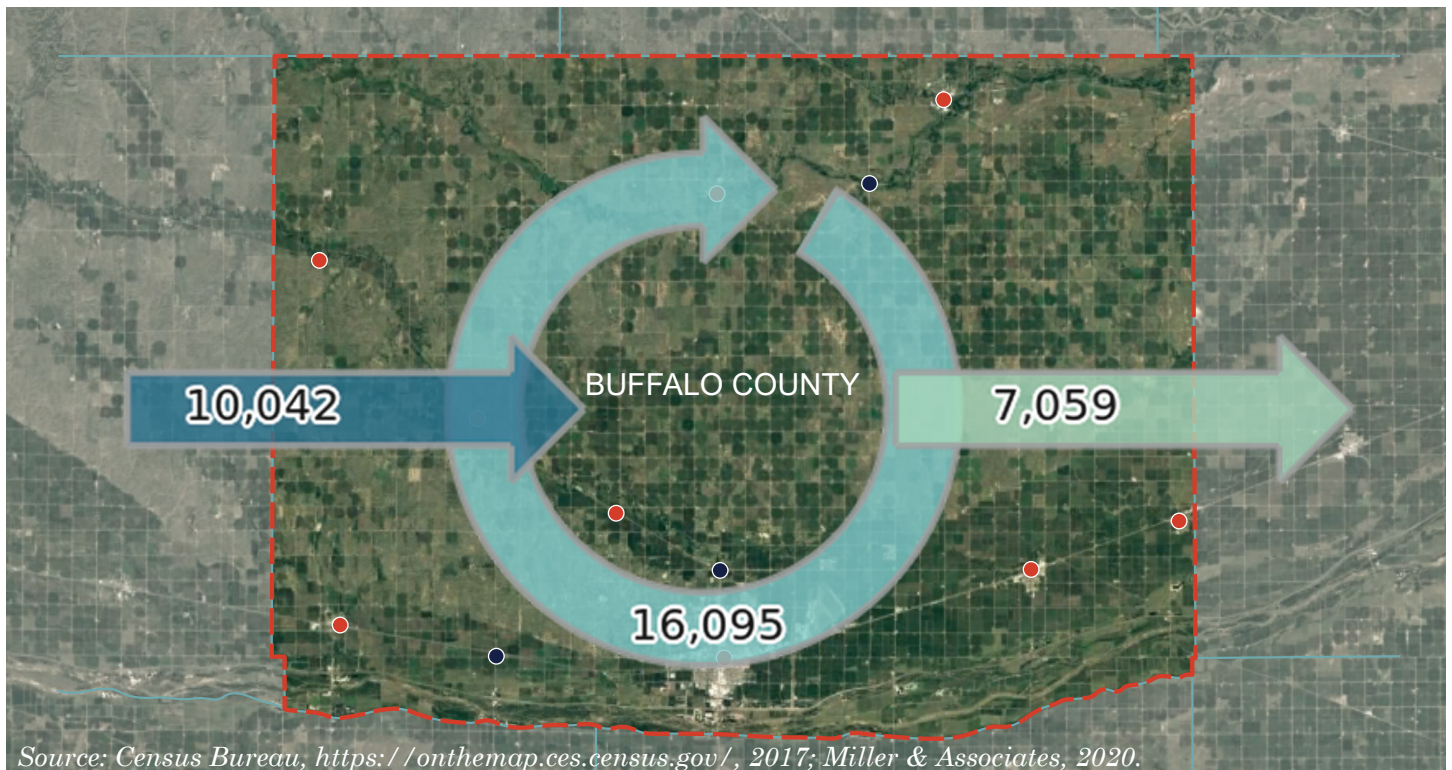 BUFFALO COUNTY
10,042
7,059
16,095
Source: Census Bureau, https://onthemap.ces.census.gov/, 2017; Miller & Associates, 2020.